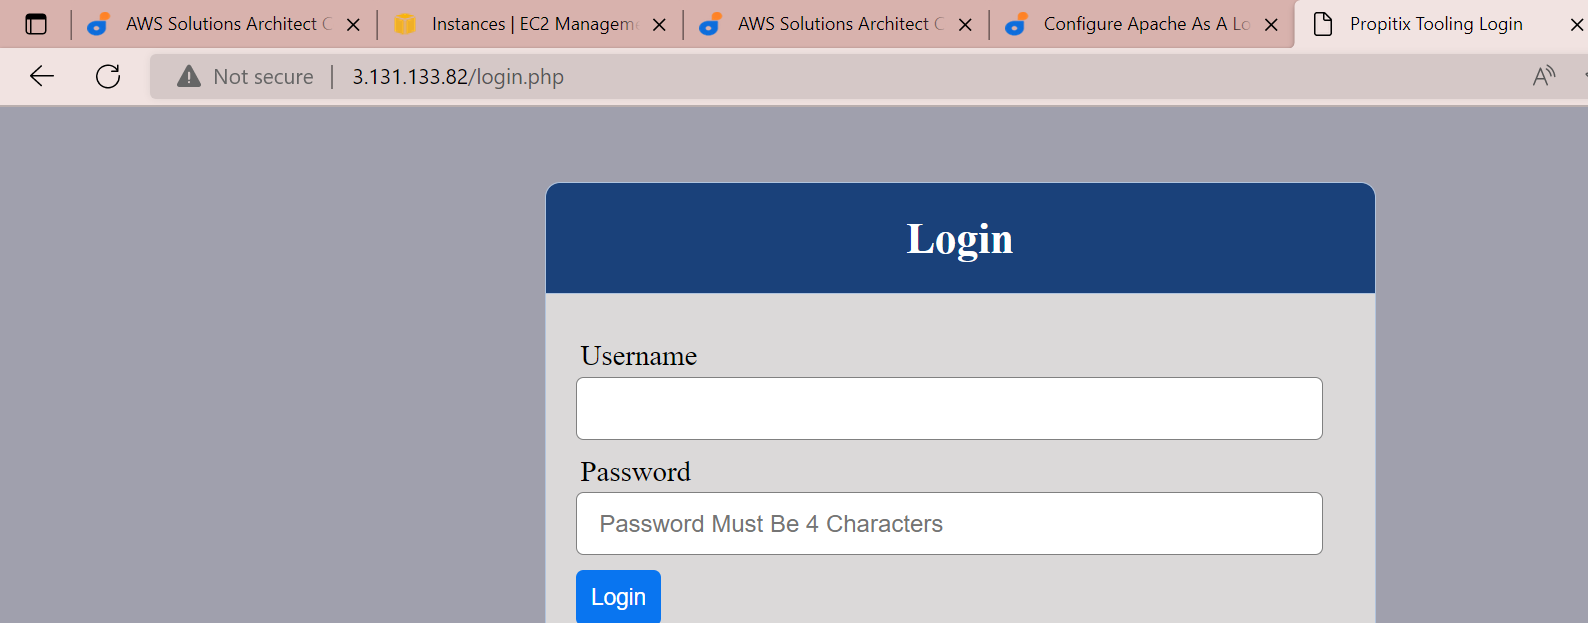 AWS Solutions Architect C
Instances | EC2 Managem
AWS Solutions Architect C
Configure Apache As A Lo
Propitix Tooling Login
Not secure | 3.131.133.82/login.php
Login
Username
Password
Password Must Be 4 Characters
Login